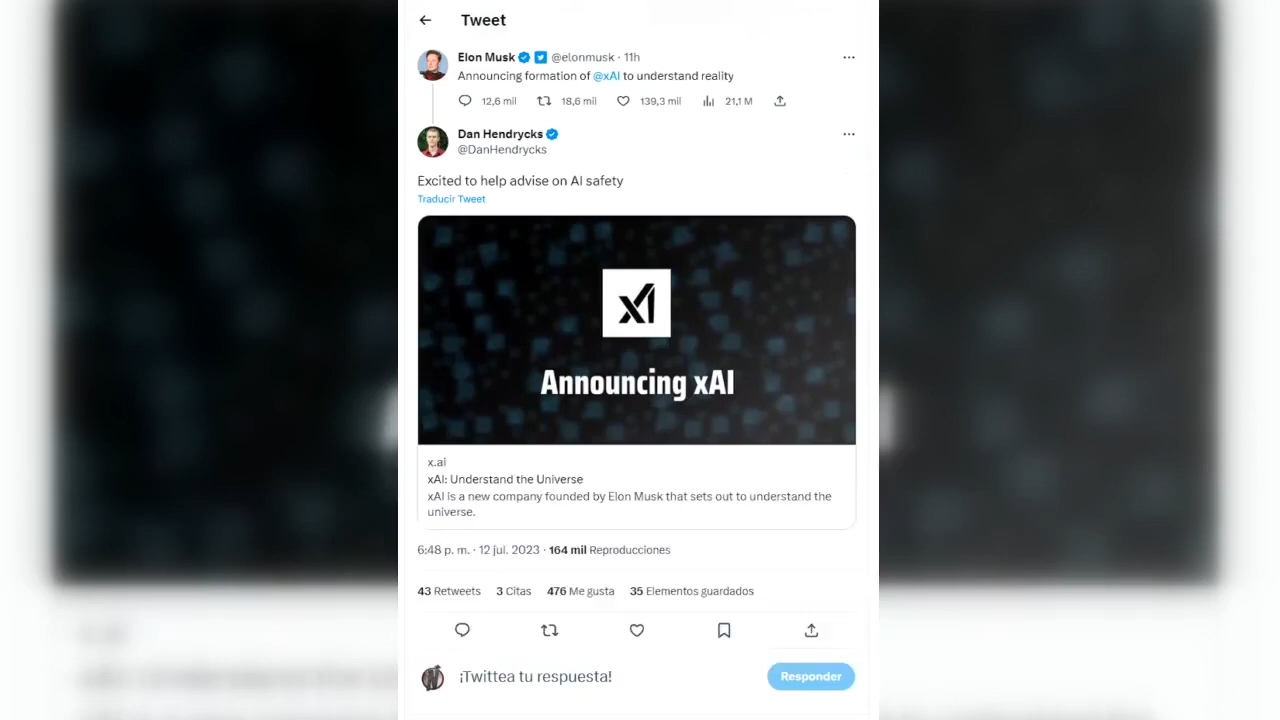 Tweet
Elon Musk @elonmusk · 11h
Announcing formation of @xAI to understand reality
12,6 mil 18,6 mil 139,3 mil 21,1 M
Dan Hendrycks
@DanHendrycks
Excited to help advise on AI safety
Traducir Tweet
xAI
Announcing xAI
x.ai
xAI: Understand the Universe
xAI is a new company founded by Elon Musk that sets out to understand the
universe.
6:48 p. m. · 12 jul. 2023 · 164 mil Reproducciones
43 Retweets 3 Citas 476 Me gusta 35 Elementos guardados
¡Twittea tu respuesta! Responder